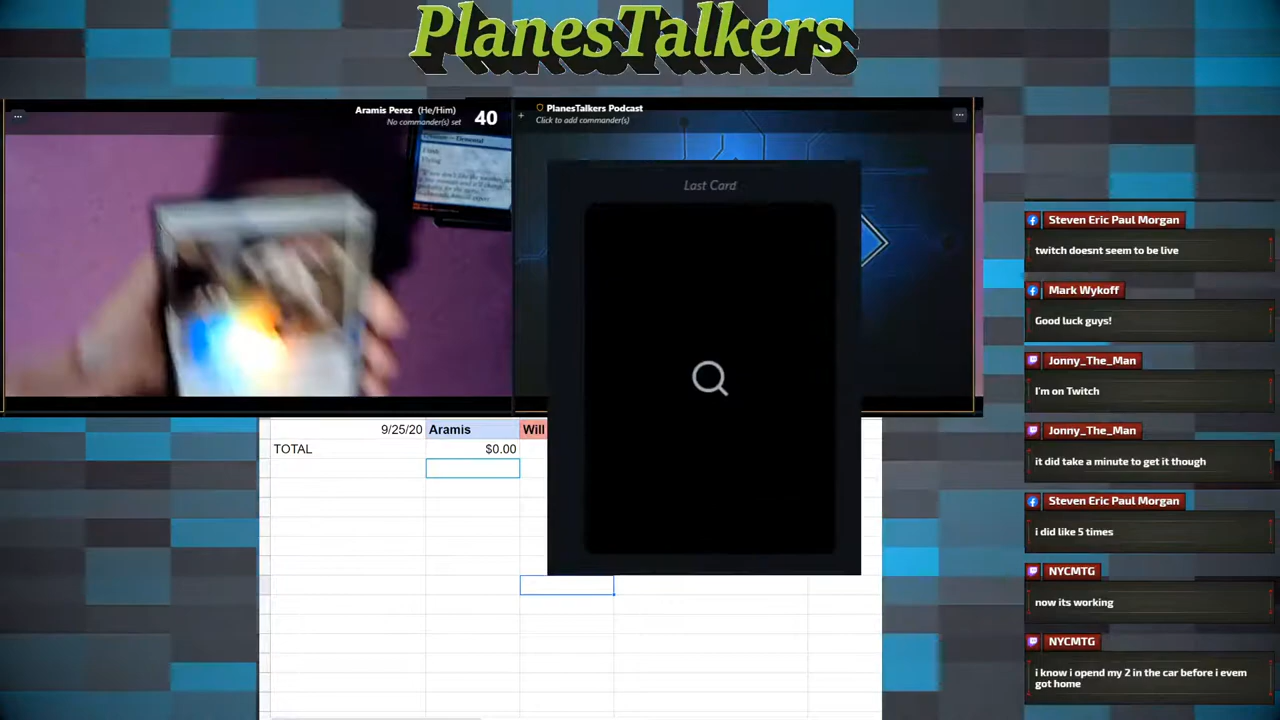 PlanesTalkers
Aramis Perez (He/Him)
No commander(s) set
40
PlanesTalkers Podcast
Click to add commander(s)
Last Card
Flash
Flying
9/25/20 Aramis Will
TOTAL $0.00
Steven Eric Paul Morgan
twitch doesnt seem to be live
Mark Wykoff
Good luck guys!
Jonny_The_Man
I'm on Twitch
Jonny_The_Man
it did take a minute to get it though
Steven Eric Paul Morgan
i did like 5 times
NYCMTG
now its working
NYCMTG
i know i opend my 2 in the car before i evem
got home